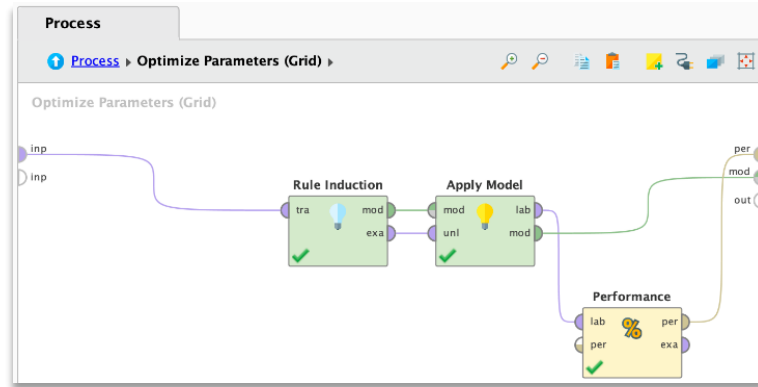 Process
Process ▸ Optimize Parameters (Grid) ▸
Optimize Parameters (Grid)
inp
inp
Rule Induction
tra mod
exa
Apply Model
mod lab
unl mod
per
mod
out
Performance
lab % per
per exa